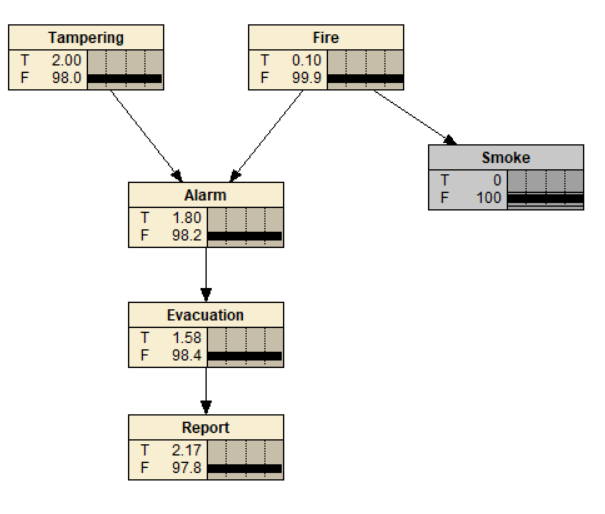 Tampering
T 2.00
F 98.0
Fire
T 0.10
F 99.9
Smoke
T 0
F 100
Alarm
T 1.80
F 98.2
Evacuation
T 1.58
F 98.4
Report
T 2.17
F 97.8